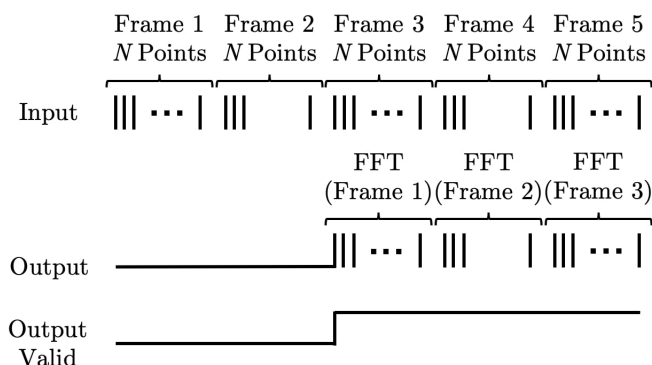 Frame 1 Frame 2 Frame 3 Frame 4 Frame 5
N Points N Points N Points N Points N Points
Input
FFT FFT FFT
(Frame 1) (Frame 2) (Frame 3)
Output
Output
Valid